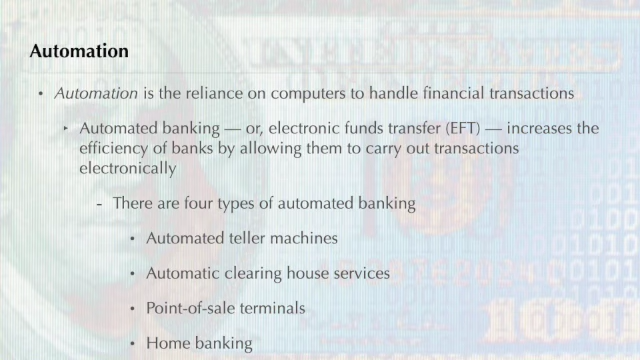 Automation
• Automation is the reliance on computers to handle financial transactions
‣ Automated banking — or, electronic funds transfer (EFT) — increases the
efficiency of banks by allowing them to carry out transactions
electronically
- There are four types of automated banking
• Automated teller machines
• Automatic clearing house services
• Point-of-sale terminals
• Home banking